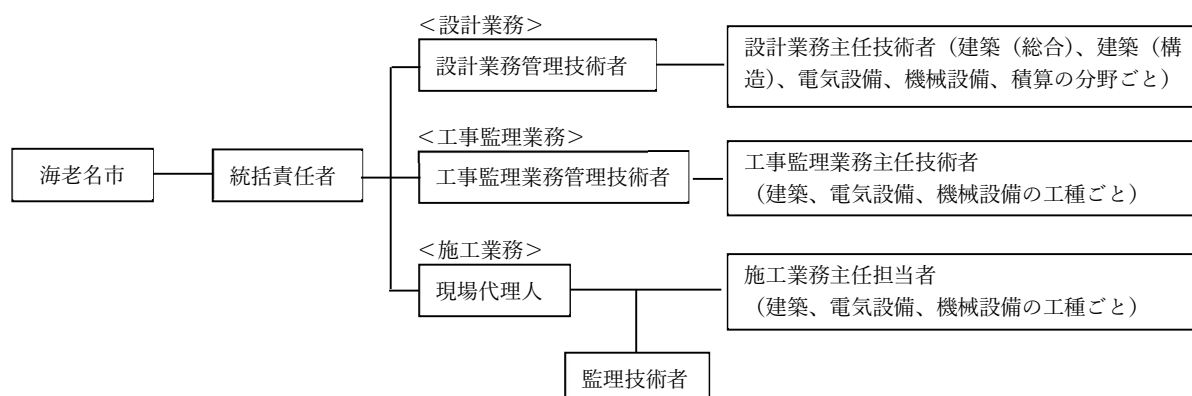 ＜設計業務＞
設計業務管理技術者
設計業務主任技術者（建築（総合）、建築（構
造）、電気設備、機械設備、積算の分野ごと）
海老名市
統括責任者
＜工事監理業務＞
工事監理業務管理技術者
工事監理業務主任技術者
（建築、電気設備、機械設備の工種ごと）
＜施工業務＞
現場代理人
施工業務主任担当者
（建築、電気設備、機械設備の工種ごと）
監理技術者